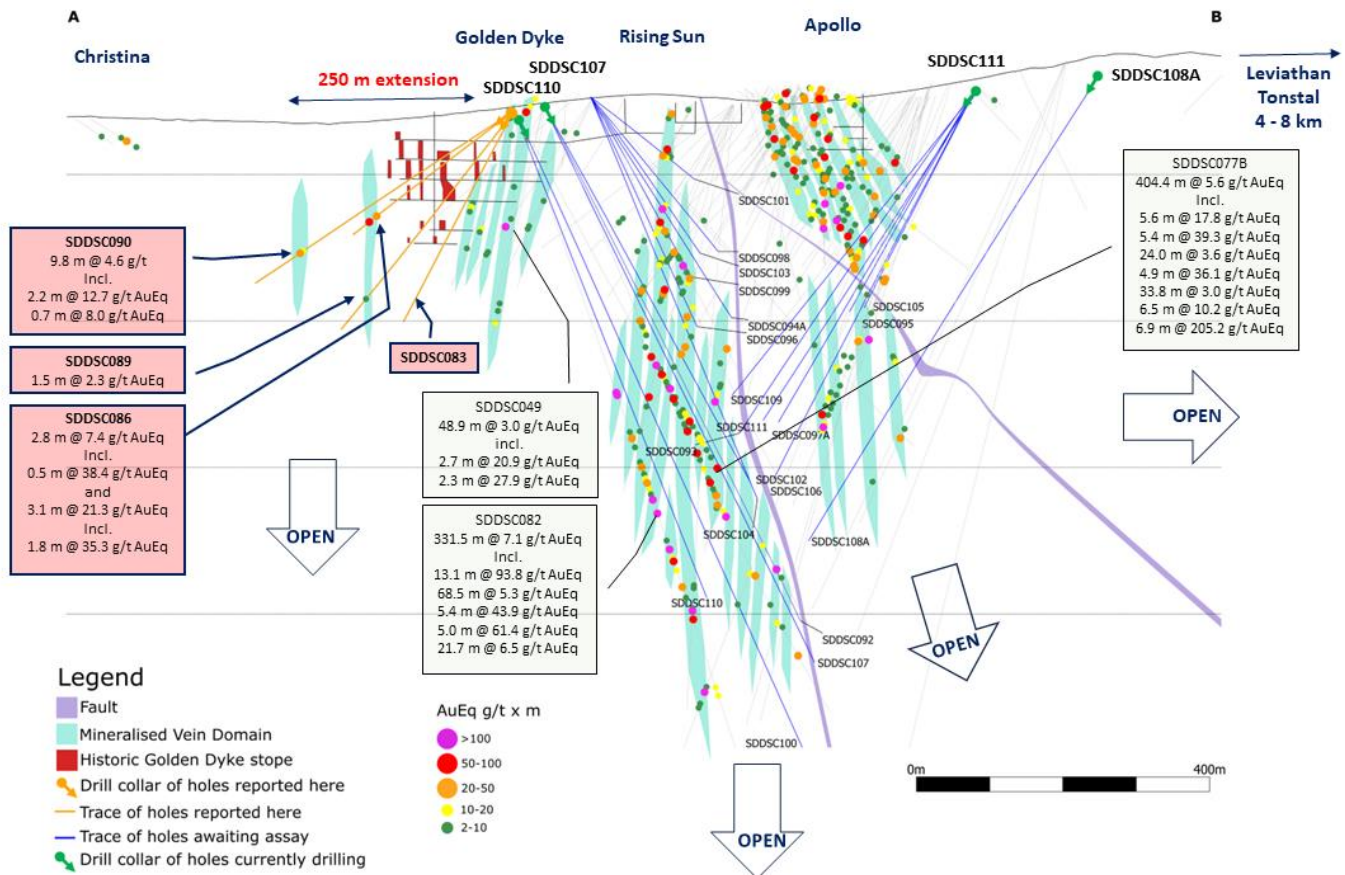 A
B
Christina
Golden Dyke
Rising Sun
Apollo
250 m extension
SDDSC107
SDDSC110
SDDSC111
SDDSC108A
Leviathan
Tonstal
4 - 8 km
SDDSC077B
404.4 m @ 5.6 g/t AuEq
Incl.
5.6 m @ 17.8 g/t AuEq
5.4 m @ 39.3 g/t AuEq
24.0 m @ 3.6 g/t AuEq
4.9 m @ 36.1 g/t AuEq
33.8 m @ 3.0 g/t AuEq
6.5 m @ 10.2 g/t AuEq
6.9 m @ 205.2 g/t AuEq
SDDSC090
9.8 m @ 4.6 g/t
Incl.
2.2 m @ 12.7 g/t AuEq
0.7 m @ 8.0 g/t AuEq
SDDSC089
1.5 m @ 2.3 g/t AuEq
SDDSC086
2.8 m @ 7.4 g/t AuEq
Incl.
0.5 m @ 38.4 g/t AuEq
and
3.1 m @ 21.3 g/t AuEq
Incl.
1.8 m @ 35.3 g/t AuEq
SDDSC083
SDDSC049
48.9 m @ 3.0 g/t AuEq
incl.
2.7 m @ 20.9 g/t AuEq
2.3 m @ 27.9 g/t AuEq
SDDSC082
331.5 m @ 7.1 g/t AuEq
Incl.
13.1 m @ 93.8 g/t AuEq
68.5 m @ 5.3 g/t AuEq
5.4 m @ 43.9 g/t AuEq
5.0 m @ 61.4 g/t AuEq
21.7 m @ 6.5 g/t AuEq
SDDSC101
SDDSC098
SDDSC103
SDDSC099
SDDSC105
SDDSC094A
SDDSC095
SDDSC096
SDDSC109
SDDSC111
SDDSC097A
SDDSC093
SDDSC102
SDDSC106
SDDSC104
SDDSC108A
SDDSC110
SDDSC092
SDDSC107
SDDSC100
OPEN
OPEN
OPEN
OPEN
Legend
Fault
Mineralised Vein Domain
Historic Golden Dyke stope
Drill collar of holes reported here
Trace of holes reported here
Trace of holes awaiting assay
Drill collar of holes currently drilling
AuEq g/t x m
>100
50-100
20-50
10-20
2-10
0m
400m